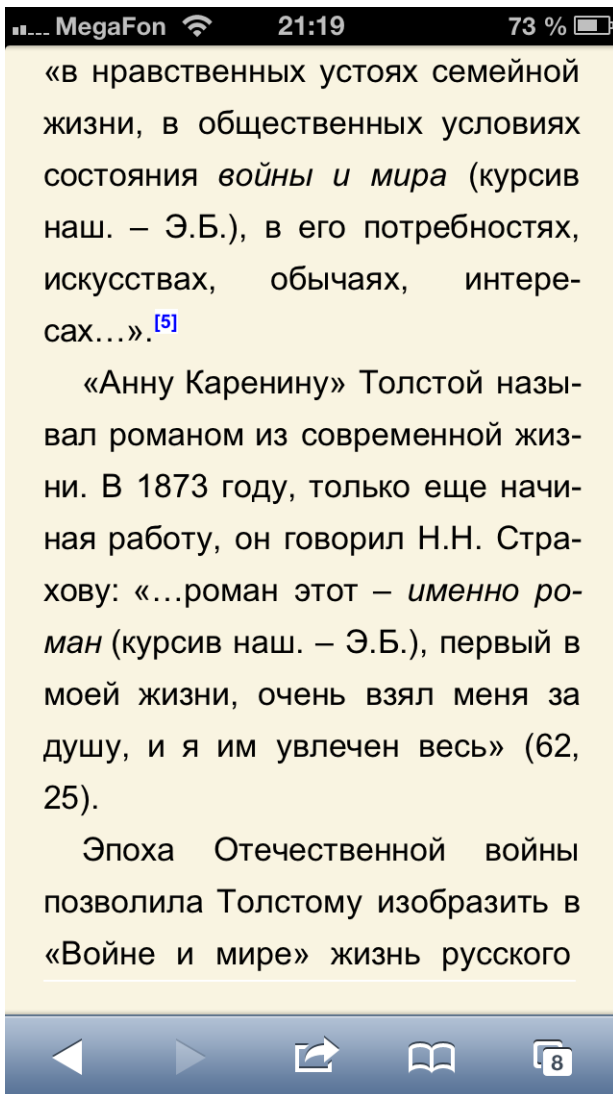 MegaFon 21:19 73 %
«в нравственных устоях семейной
жизни, в общественных условиях
состояния войны и мира (курсив
наш. – Э.Б.), в его потребностях,
искусствах, обычаях, интере-
сах…».[5]
«Анну Каренину» Толстой назы-
вал романом из современной жиз-
ни. В 1873 году, только еще начи-
ная работу, он говорил Н.Н. Стра-
хову: «…роман этот – именно ро-
ман (курсив наш. – Э.Б.), первый в
моей жизни, очень взял меня за
душу, и я им увлечен весь» (62,
25).
Эпоха Отечественной войны
позволила Толстому изобразить в
«Войне и мире» жизнь русского
8